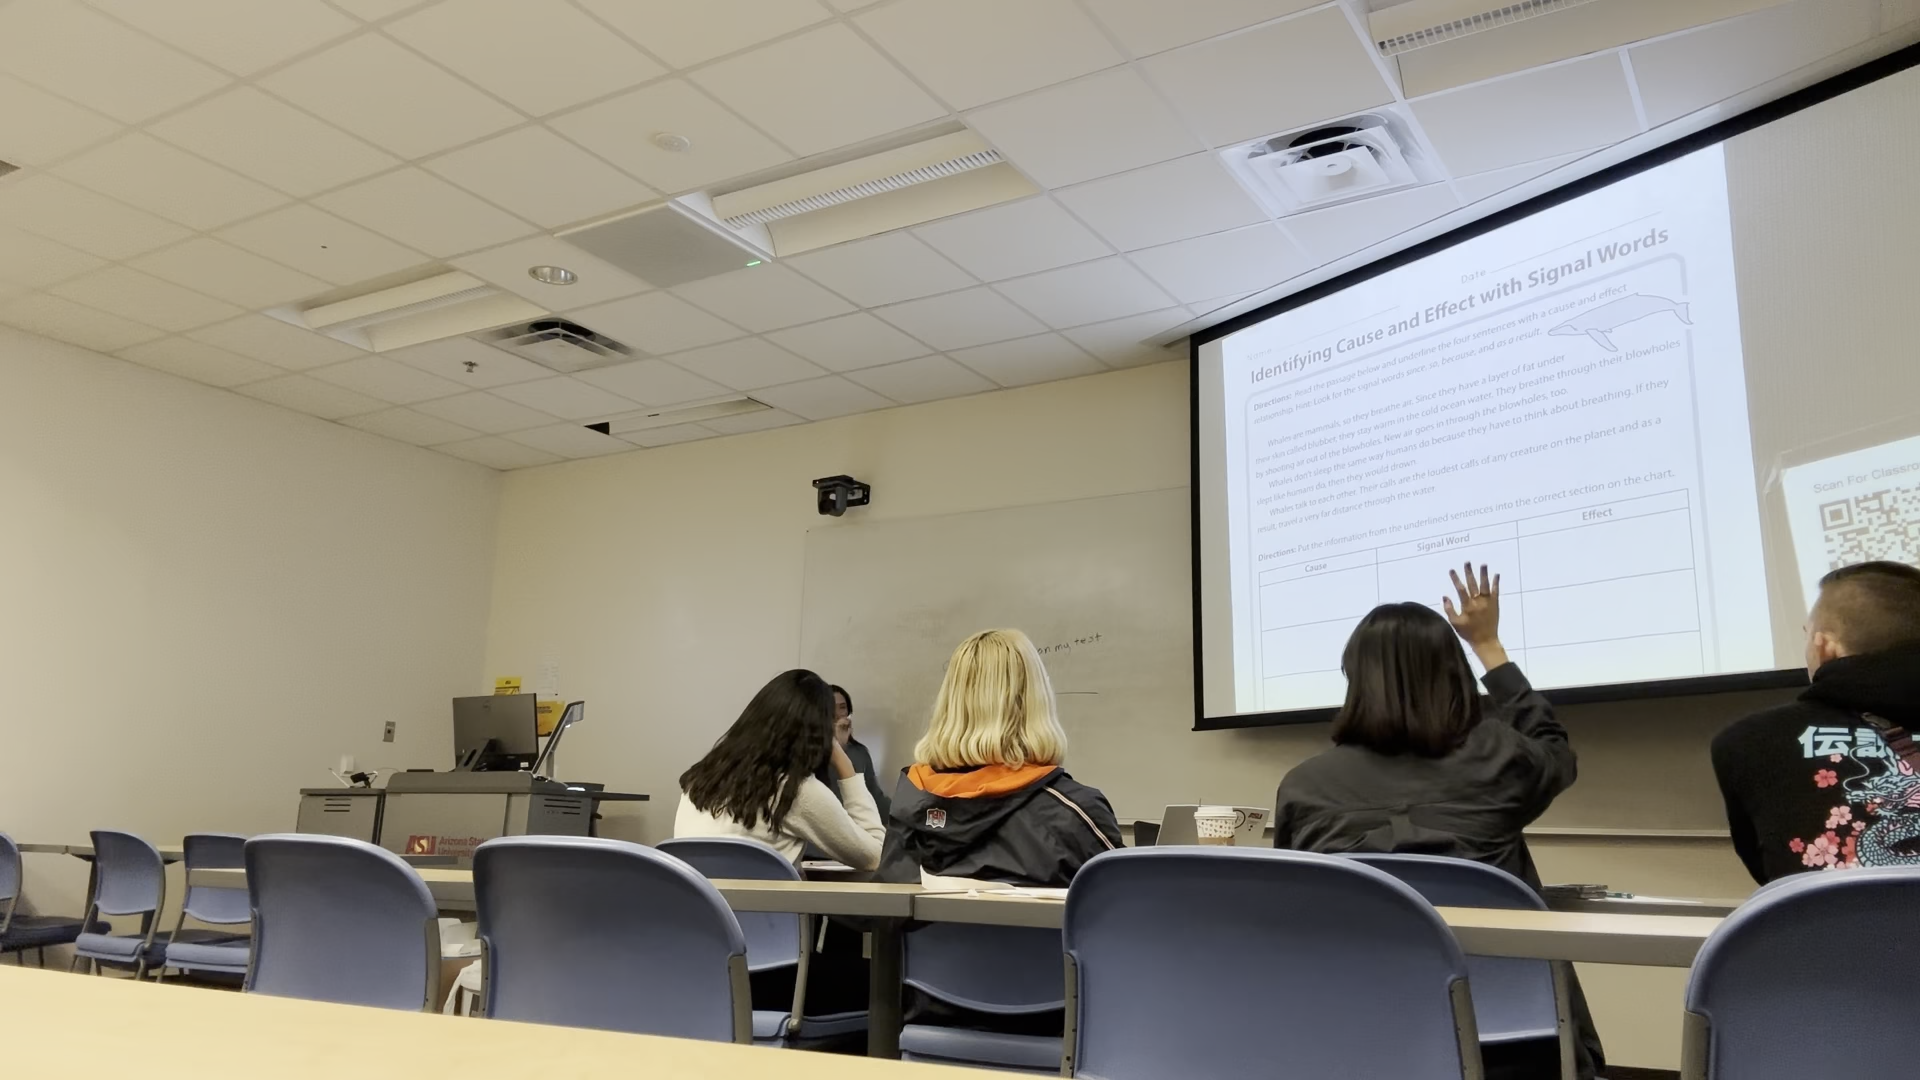 Name
Date
Identifying Cause and Effect with Signal Words
Directions: Read the passage below and underline the four sentences with a cause and effect
relationship. Hint: Look for the signal words since, so, because, and as a result.
Whales are mammals, so they breathe air. Since they have a layer of fat under
their skin called blubber, they stay warm in the cold ocean water. They breathe through their blowholes
by shooting air out of the blowholes. New air goes in through the blowholes, too.
Whales don't sleep the same way humans do because they have to think about breathing. If they
slept like humans do, then they would drown.
Whales talk to each other. Their calls are the loudest calls of any creature on the planet and as a
result, travel a very far distance through the water.
Directions: Put the information from the underlined sentences into the correct section on the chart.
Cause
Signal Word
Effect
Scan For Classro
on my test
ASU Arizona State
University
伝説